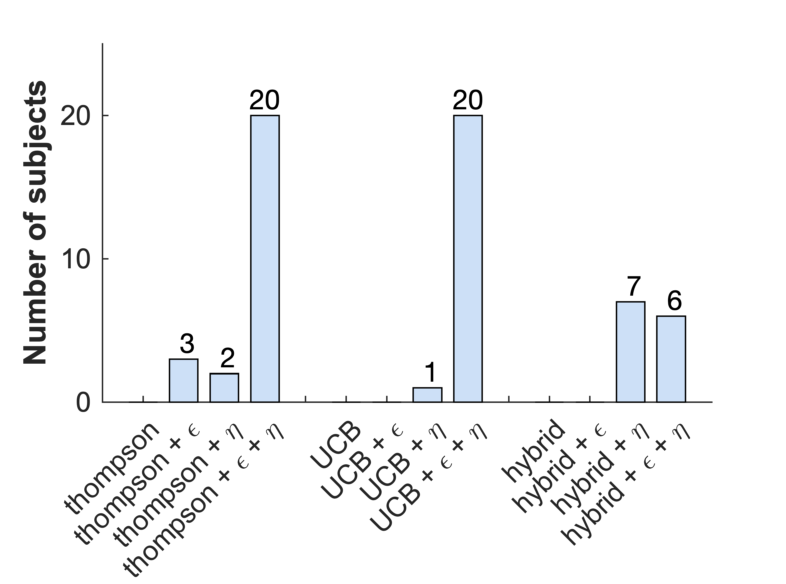 Number of subjects
20
10
0
3
2
20
1
20
7
6
thompson
thompson + ϵ
thompson + η
thompson + ϵ + η
UCB
UCB + ϵ
UCB + η
UCB + ϵ + η
hybrid
hybrid + ϵ
hybrid + η
hybrid + ϵ + η